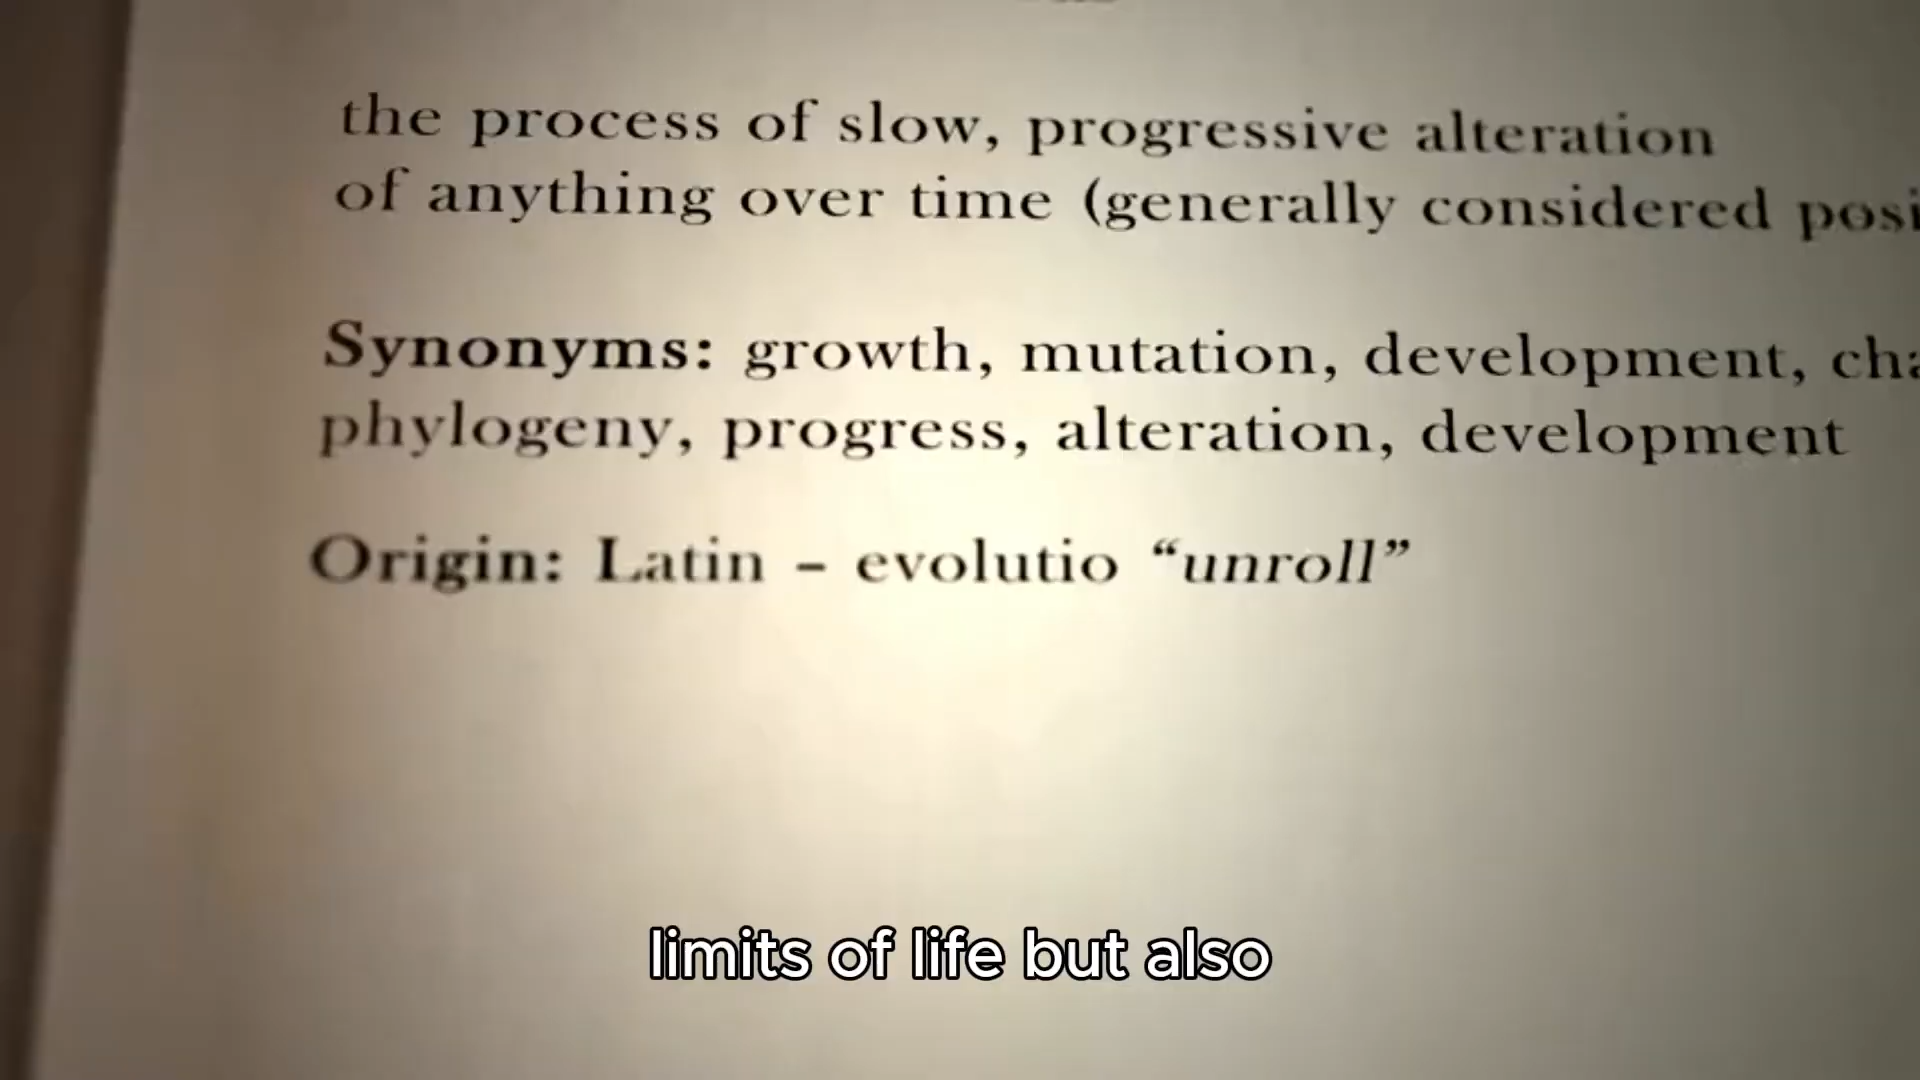 the process of slow, progressive alteration
of anything over time (generally considered
Synonyms: growth, mutation, development,
phylogeny, progress, alteration, development
Origin: Latin – evolutio “unroll”
limits of life but also